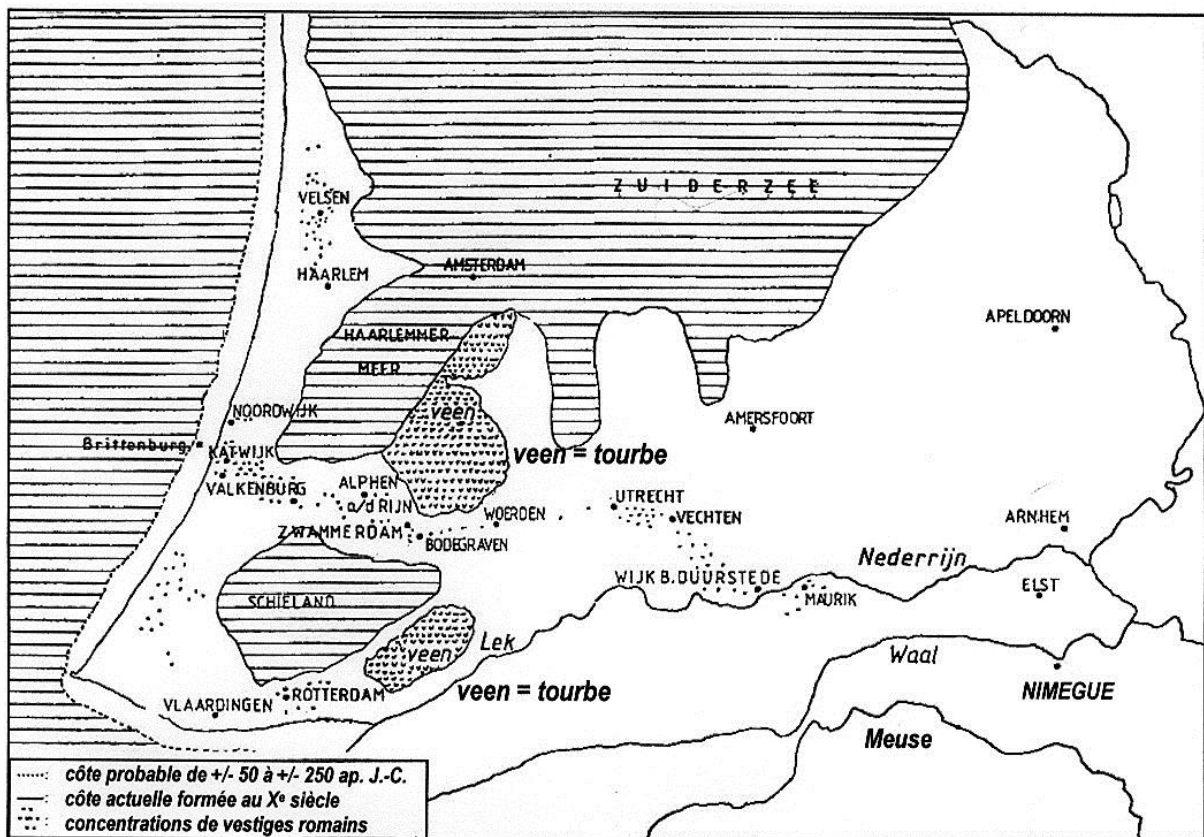 ZUIDERZEE
VELSEN
HAARLEM
AMSTERDAM
APELDOORN
HAARLEMMER
MEER
NOORDWIJK
veen
AMERSFOORT
Brittenburg
KATWIJK
veen = tourbe
VALKENBURG
ALPHEN
a/d RIJN
UTRECHT
WOERDEN
VECHTEN
ZWAMMERDAM
BODEGRAVEN
ARNHEM
Nederrijn
WIJK B. DUURSTEDE
MAURIK
ELST
SCHIELAND
Lek
veen
Waal
VLAARDINGEN
ROTTERDAM
veen = tourbe
NIMEGUE
Meuse
côte probable de +/- 50 à +/- 250 ap. J.-C.
côte actuelle formée au Xe siècle
concentrations de vestiges romains